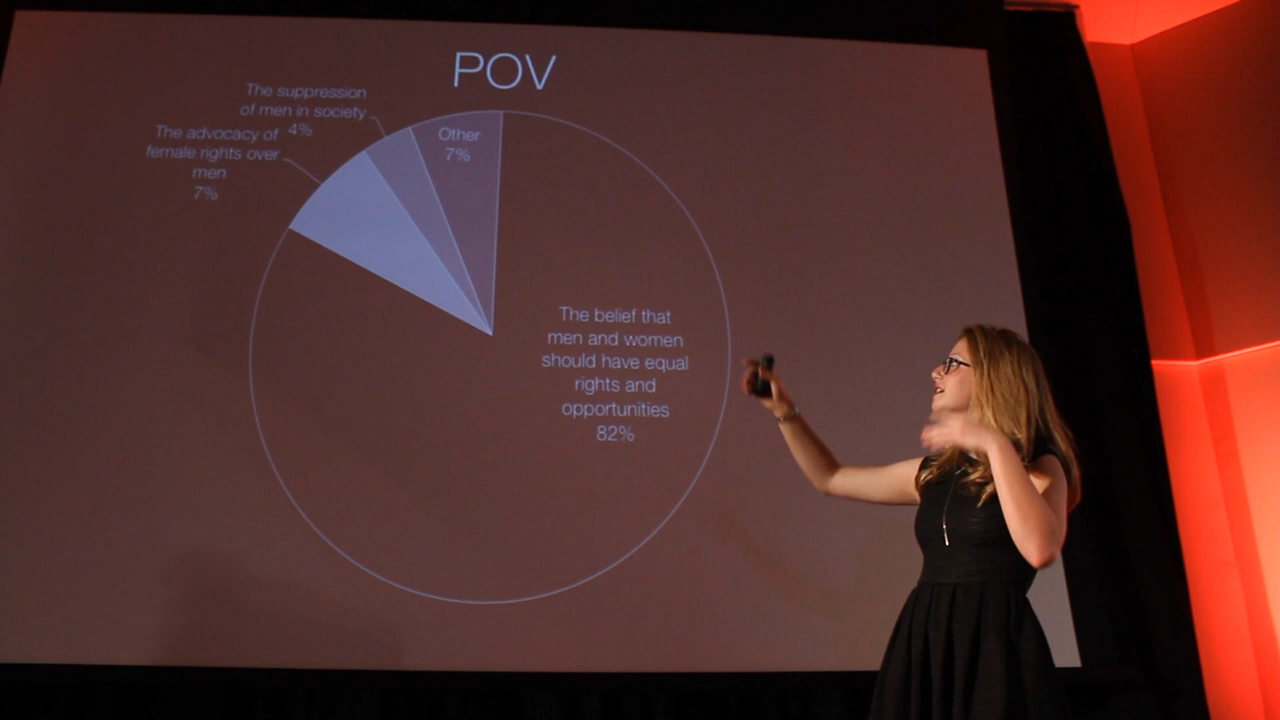 POV
The suppression
of men in society
4%
The advocacy of
female rights over
men
7%
Other
7%
The belief that
men and women
should have equal
rights and
opportunities
82%